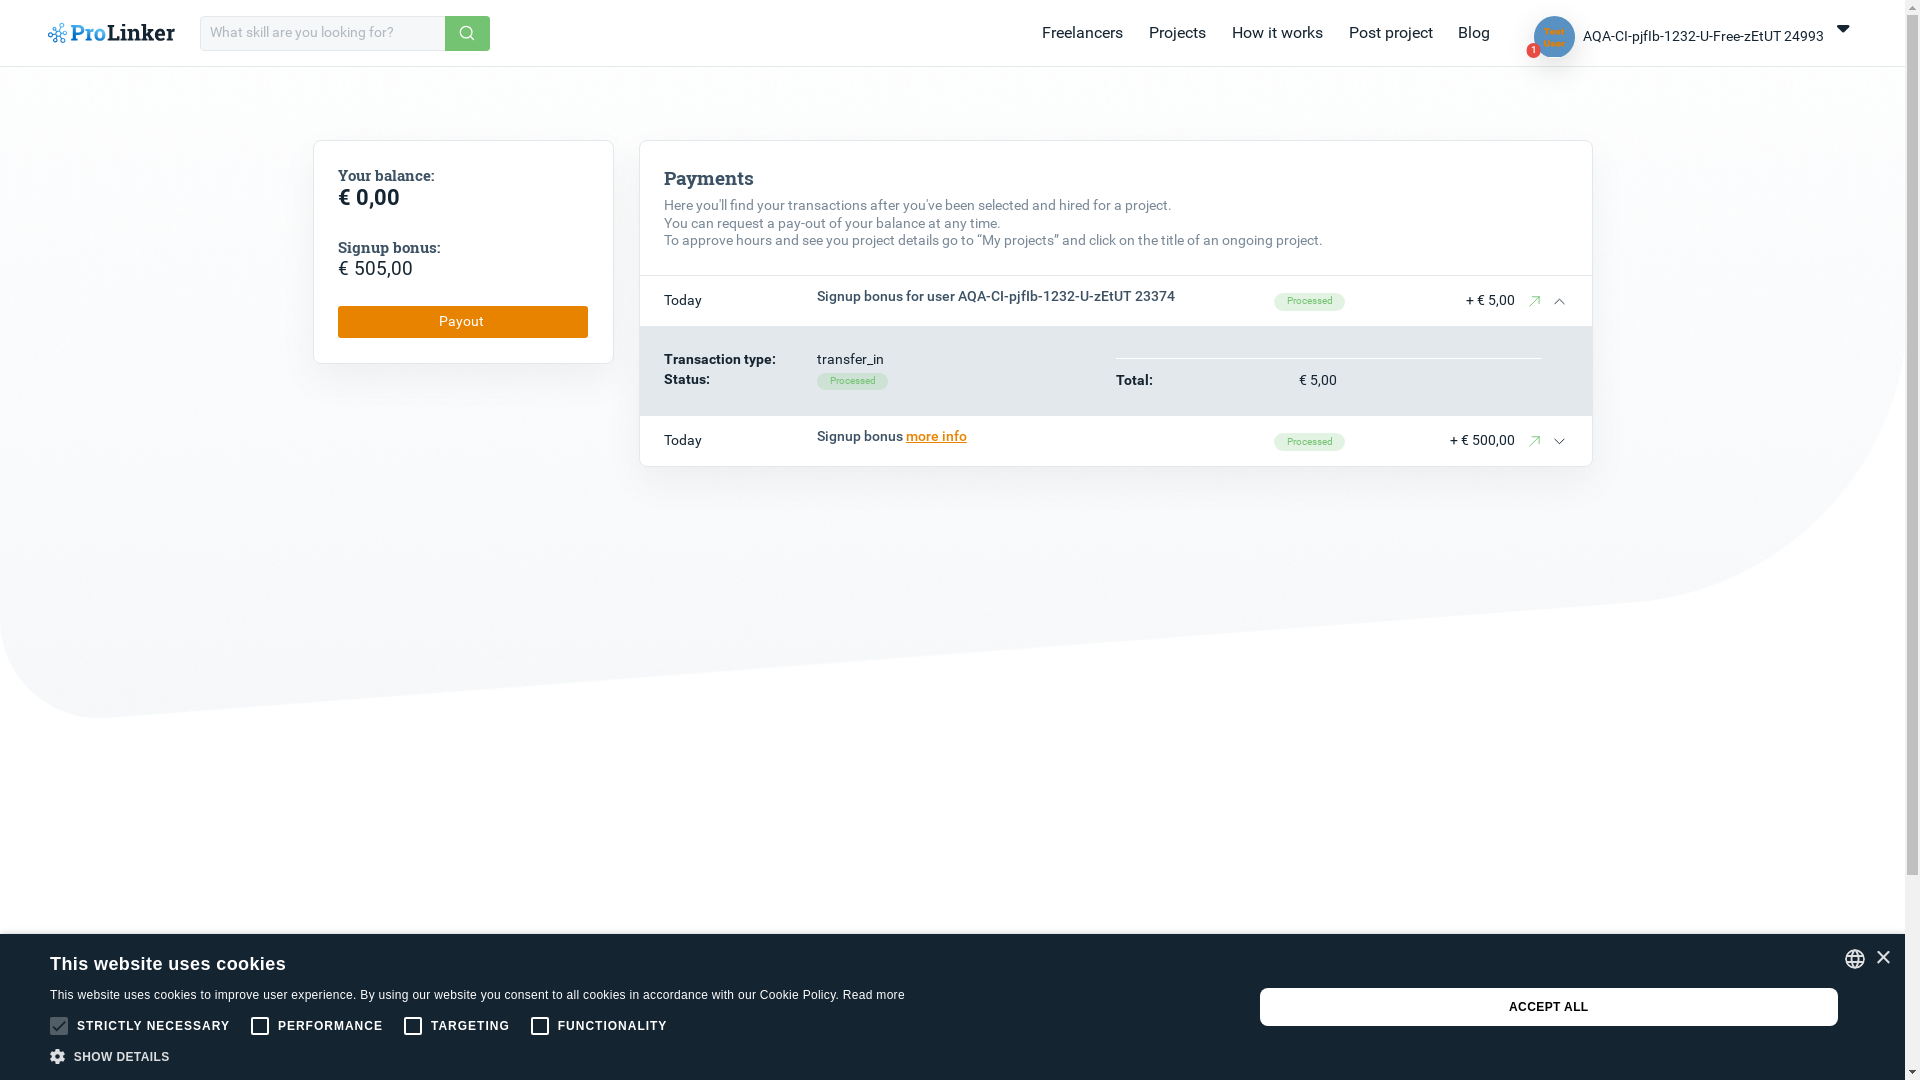 ProLinker
What skill are you looking for?
Freelancers Projects How it works Post project Blog
Test
User
1
AQA-CI-pjfIb-1232-U-Free-zEtUT 24993
Your balance:
€ 0,00
Signup bonus:
€ 505,00
Payout
Payments
Here you'll find your transactions after you've been selected and hired for a project.
You can request a pay-out of your balance at any time.
To approve hours and see you project details go to “My projects” and click on the title of an ongoing project.
Today Signup bonus for user AQA-CI-pjfIb-1232-U-zEtUT 23374 Processed + € 5,00
Transaction type: transfer_in
Status: Processed
Total: € 5,00
Today Signup bonus more info Processed + € 500,00
This website uses cookies
This website uses cookies to improve user experience. By using our website you consent to all cookies in accordance with our Cookie Policy. Read more
STRICTLY NECESSARY PERFORMANCE TARGETING FUNCTIONALITY
SHOW DETAILS
ACCEPT ALL